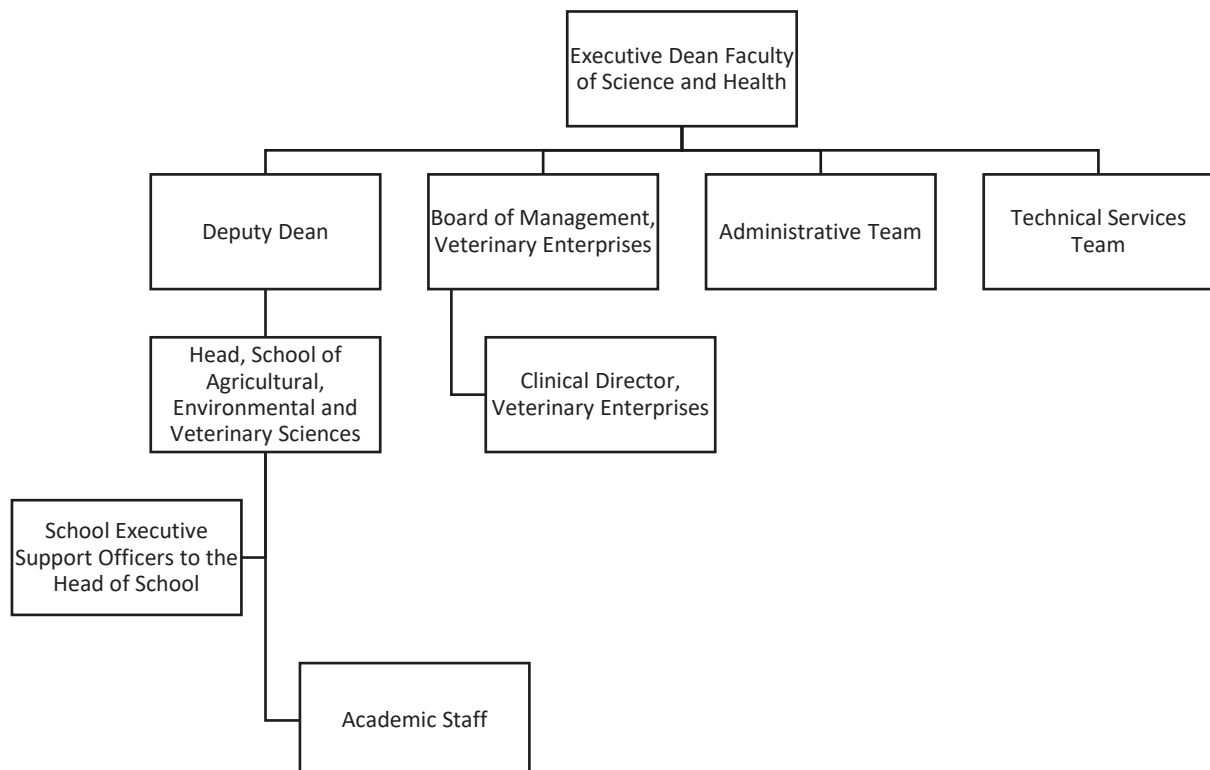 Executive Dean Faculty
of Science and Health
Deputy Dean
Board of Management,
Veterinary Enterprises
Administrative Team
Technical Services
Team
Head, School of
Agricultural,
Environmental and
Veterinary Sciences
Clinical Director,
Veterinary Enterprises
School Executive
Support Officers to the
Head of School
Academic Staff